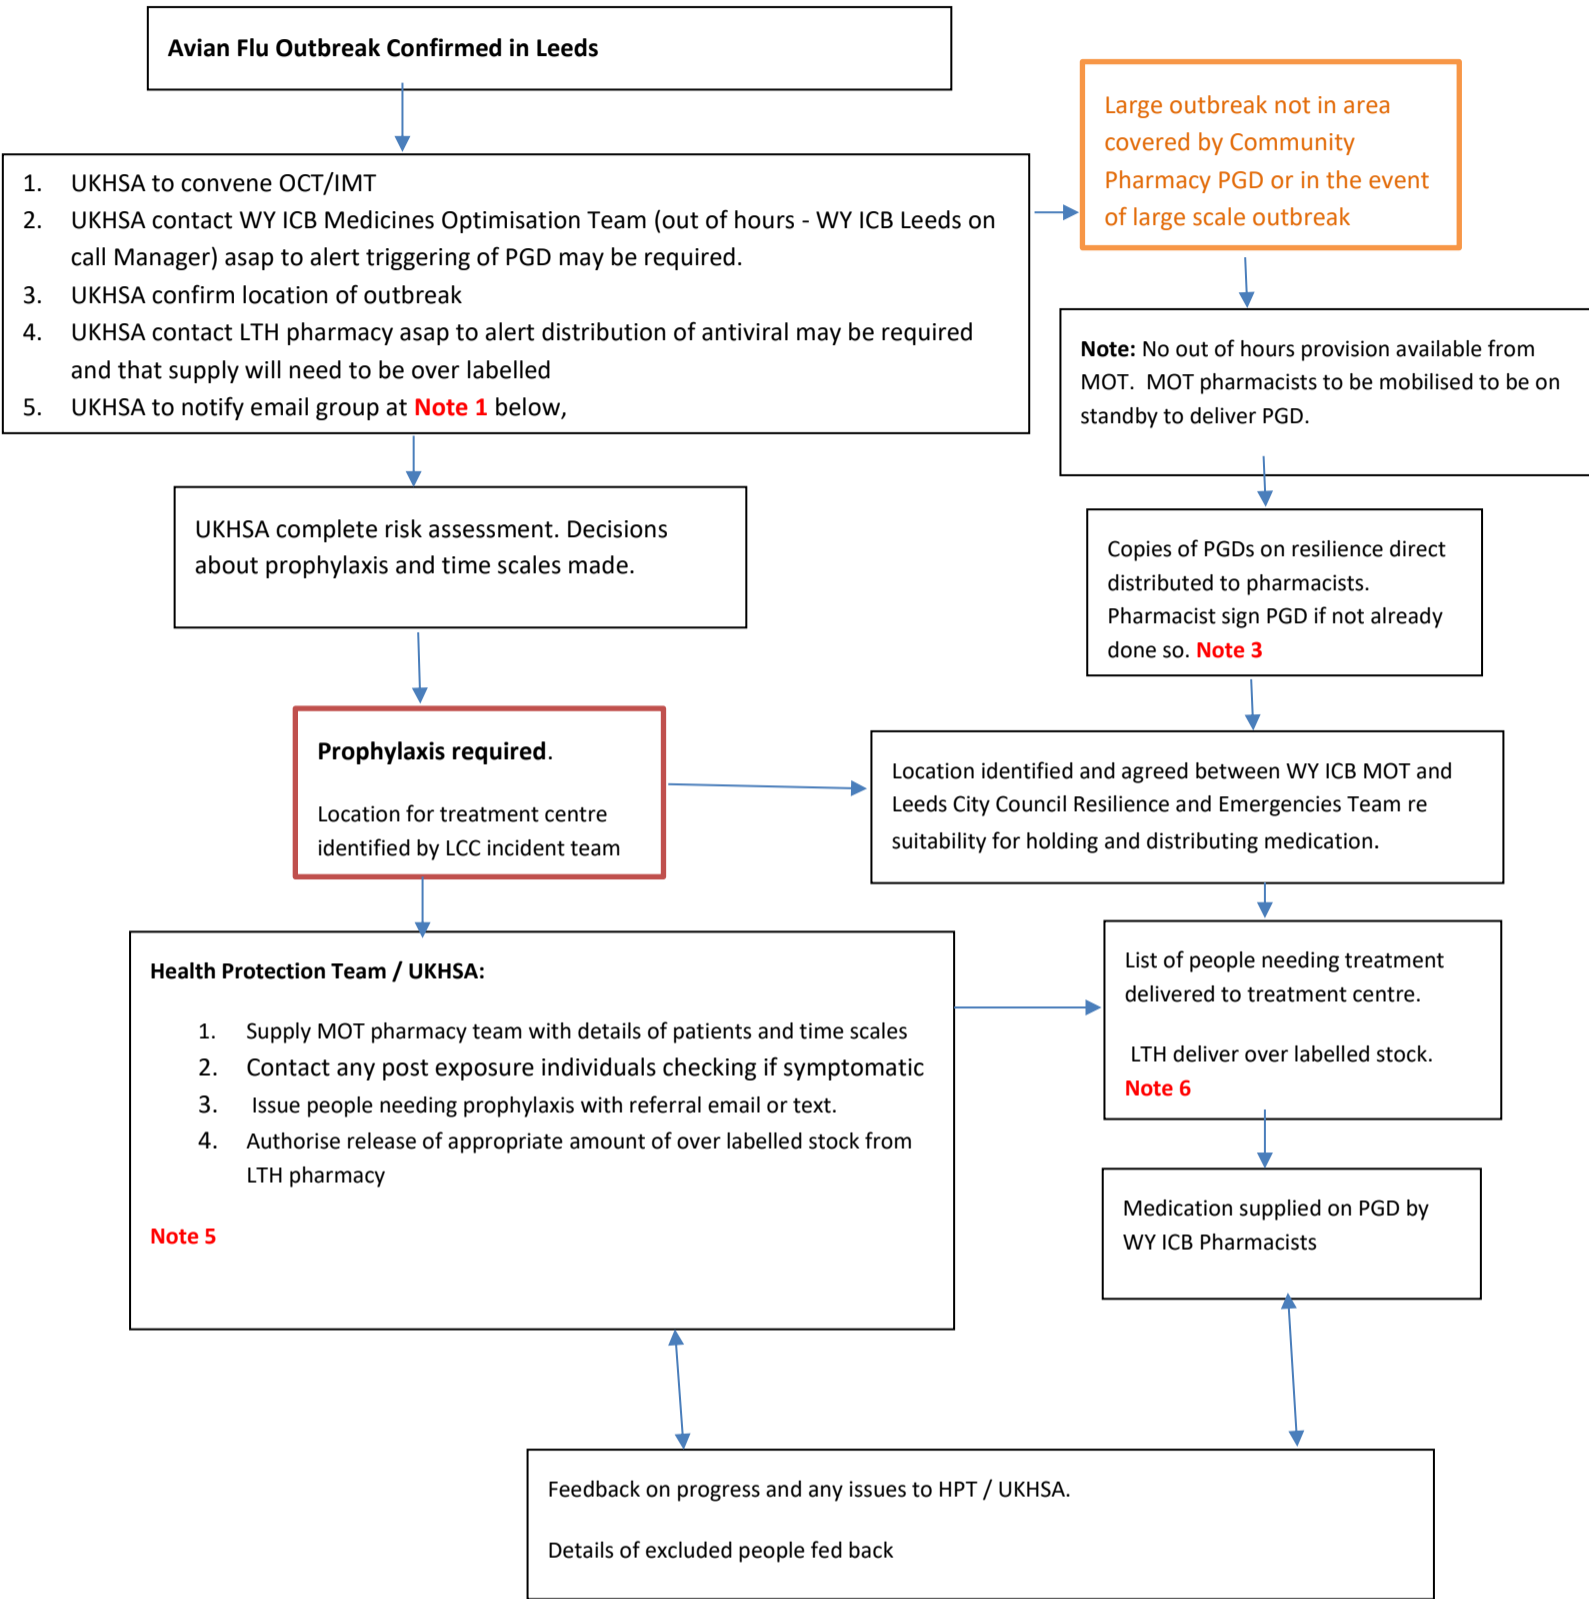 Avian Flu Outbreak Confirmed in Leeds
Large outbreak not in area
covered by Community
Pharmacy PGD or in the event
of large scale outbreak
1. UKHSA to convene OCT/IMT
2. UKHSA contact WY ICB Medicines Optimisation Team (out of hours - WY ICB Leeds on
call Manager) asap to alert triggering of PGD may be required.
3. UKHSA confirm location of outbreak
4. UKHSA contact LTH pharmacy asap to alert distribution of antiviral may be required
and that supply will need to be over labelled
5. UKHSA to notify email group at Note 1 below,
Note: No out of hours provision available from
MOT. MOT pharmacists to be mobilised to be on
standby to deliver PGD.
UKHSA complete risk assessment. Decisions
about prophylaxis and time scales made.
Copies of PGDs on resilience direct
distributed to pharmacists.
Pharmacist sign PGD if not already
done so. Note 3
Prophylaxis required.
Location for treatment centre
identified by LCC incident team
Location identified and agreed between WY ICB MOT and
Leeds City Council Resilience and Emergencies Team re
suitability for holding and distributing medication.
Health Protection Team / UKHSA:
1. Supply MOT pharmacy team with details of patients and time scales
2. Contact any post exposure individuals checking if symptomatic
3. Issue people needing prophylaxis with referral email or text.
4. Authorise release of appropriate amount of over labelled stock from
LTH pharmacy
Note 5
List of people needing treatment
delivered to treatment centre.
LTH deliver over labelled stock.
Note 6
Medication supplied on PGD by
WY ICB Pharmacists
Feedback on progress and any issues to HPT / UKHSA.
Details of excluded people fed back